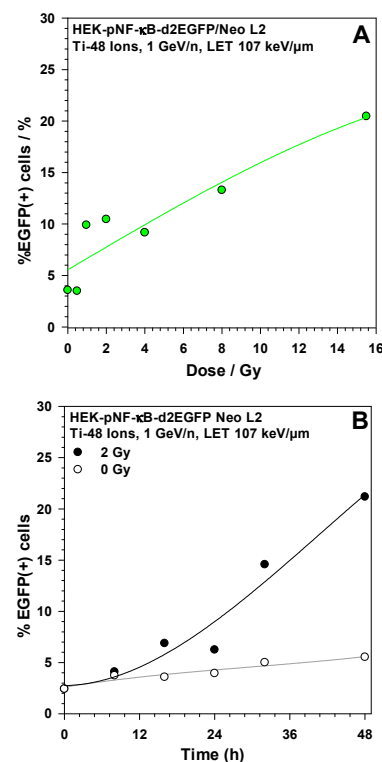 HEK-pNF-κB-d2EGFP/Neo L2
A
Ti-48 Ions, 1 GeV/n, LET 107 keV/µm
30
25
20
15
10
5
0
%EGFP(+) cells / %
0 2 4 6 8 10 12 14 16
Dose / Gy
HEK-pNF-κB-d2EGFP Neo L2
B
Ti-48 Ions, 1 GeV/n, LET 107 keV/µm
2 Gy
0 Gy
30
25
20
15
10
5
0
% EGFP(+) cells
0 12 24 36 48
Time (h)